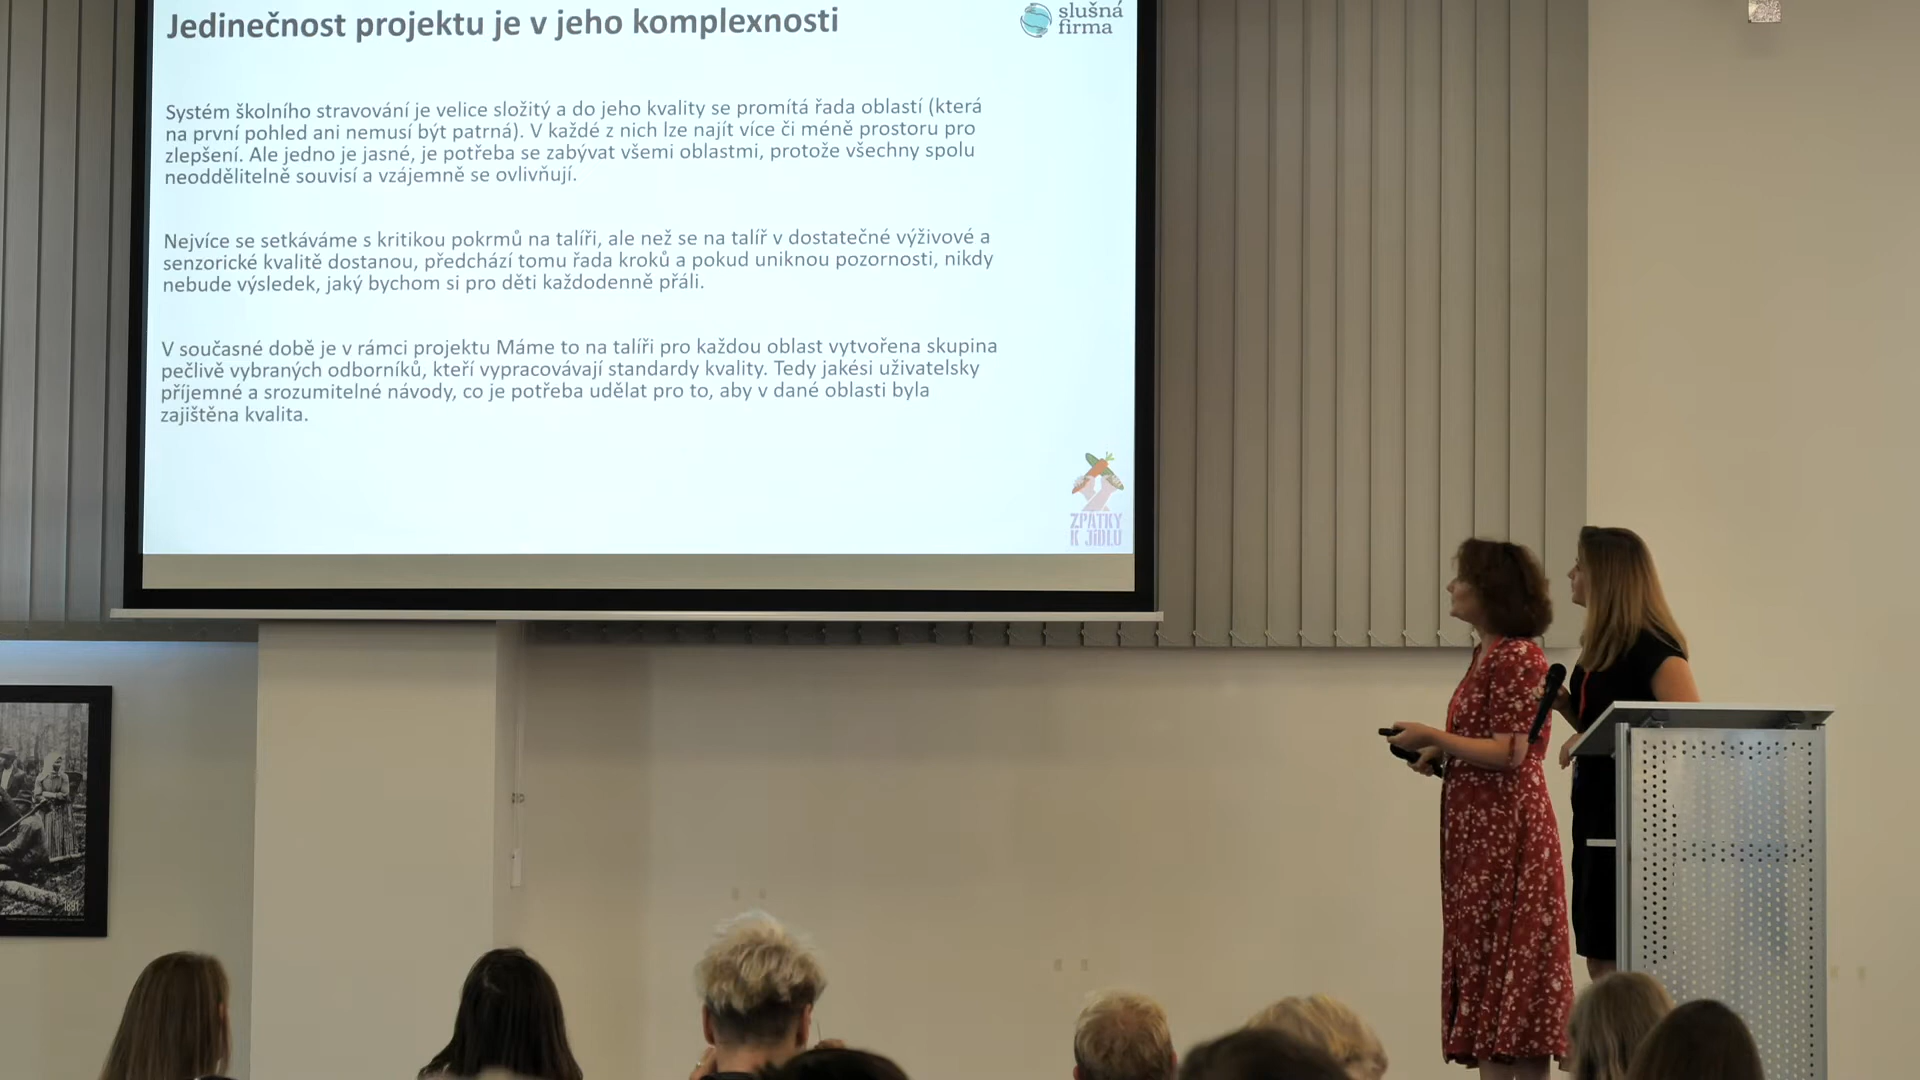 Jedinečnost projektu je v jeho komplexnosti
slušná
firma
Systém školního stravování je velice složitý a do jeho kvality se promítá řada oblastí (která
na první pohled ani nemusí být patrná). V každé z nich lze najít více či méně prostoru pro
zlepšení. Ale jedno je jasné, je potřeba se zabývat všemi oblastmi, protože všechny spolu
neoddělitelně souvisí a vzájemně se ovlivňují.
Nejvíce se setkáváme s kritikou pokrmů na talíři, ale než se na talíř v dostatečné výživové a
senzorické kvalitě dostanou, předchází tomu řada kroků a pokud uniknou pozornosti, nikdy
nebude výsledek, jaký bychom si pro děti každodenně přáli.
V současné době je v rámci projektu Máme to na talíři pro každou oblast vytvořena skupina
pečlivě vybraných odborníků, kteří vypracovávají standardy kvality. Tedy jakési uživatelsky
příjemné a srozumitelné návody, co je potřeba udělat pro to, aby v dané oblasti byla
zajištěna kvalita.
ZPÁTKY
K JÍDLU